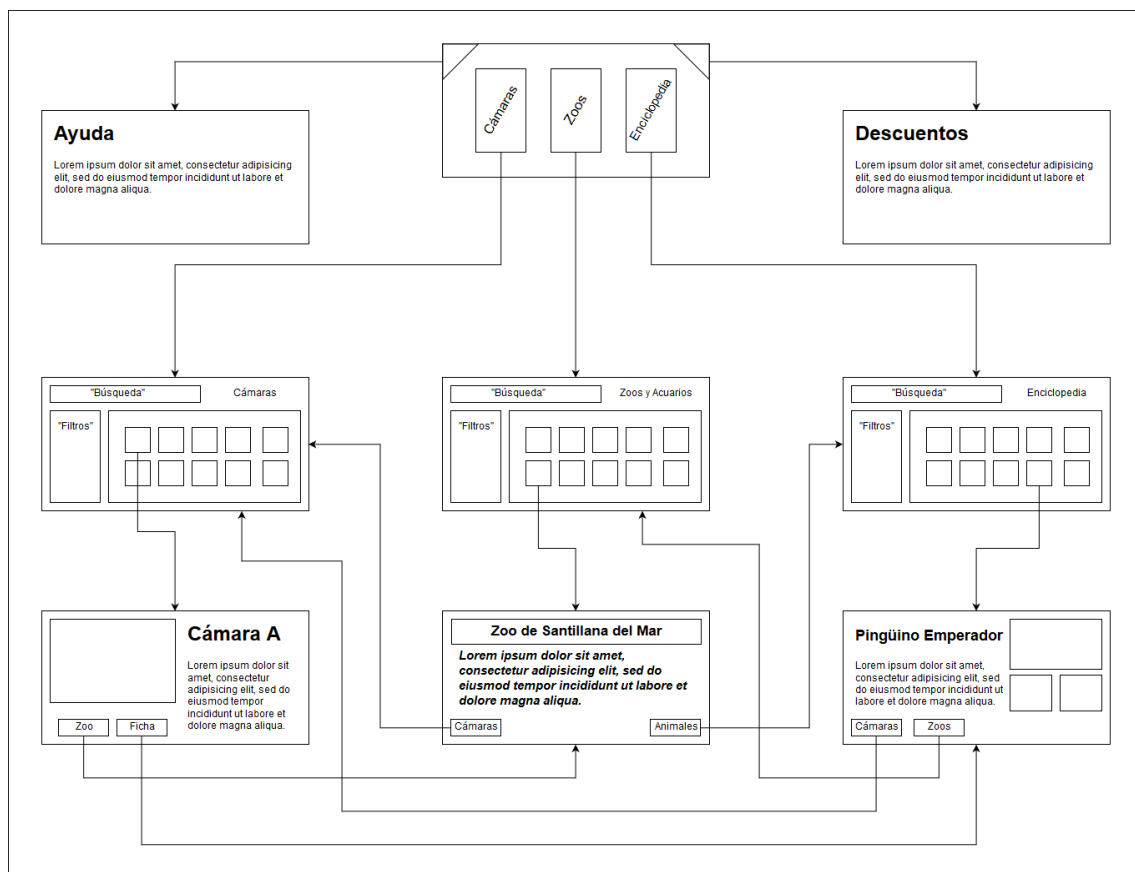 Cámaras
Zoos
Enciclopedia
Ayuda
Lorem ipsum dolor sit amet, consectetur adipisicing
elit, sed do eiusmod tempor incididunt ut labore et
dolore magna aliqua.
Descuentos
Lorem ipsum dolor sit amet, consectetur adipisicing
elit, sed do eiusmod tempor incididunt ut labore et
dolore magna aliqua.
"Búsqueda"
Cámaras
"Filtros"
"Búsqueda"
Zoos y Acuarios
"Filtros"
"Búsqueda"
Enciclopedia
"Filtros"
Cámara A
Lorem ipsum dolor sit
amet, consectetur
adipisicing elit, sed do
eiusmod tempor
incididunt ut labore et
dolore magna aliqua.
Zoo
Ficha
Zoo de Santillana del Mar
Lorem ipsum dolor sit amet,
consectetur adipisicing elit, sed do
eiusmod tempor incididunt ut labore et
dolore magna aliqua.
Cámaras
Animales
Pingüino Emperador
Lorem ipsum dolor sit amet,
consectetur adipisicing elit, sed
do eiusmod tempor incididunt ut
labore et dolore magna aliqua.
Cámaras
Zoos